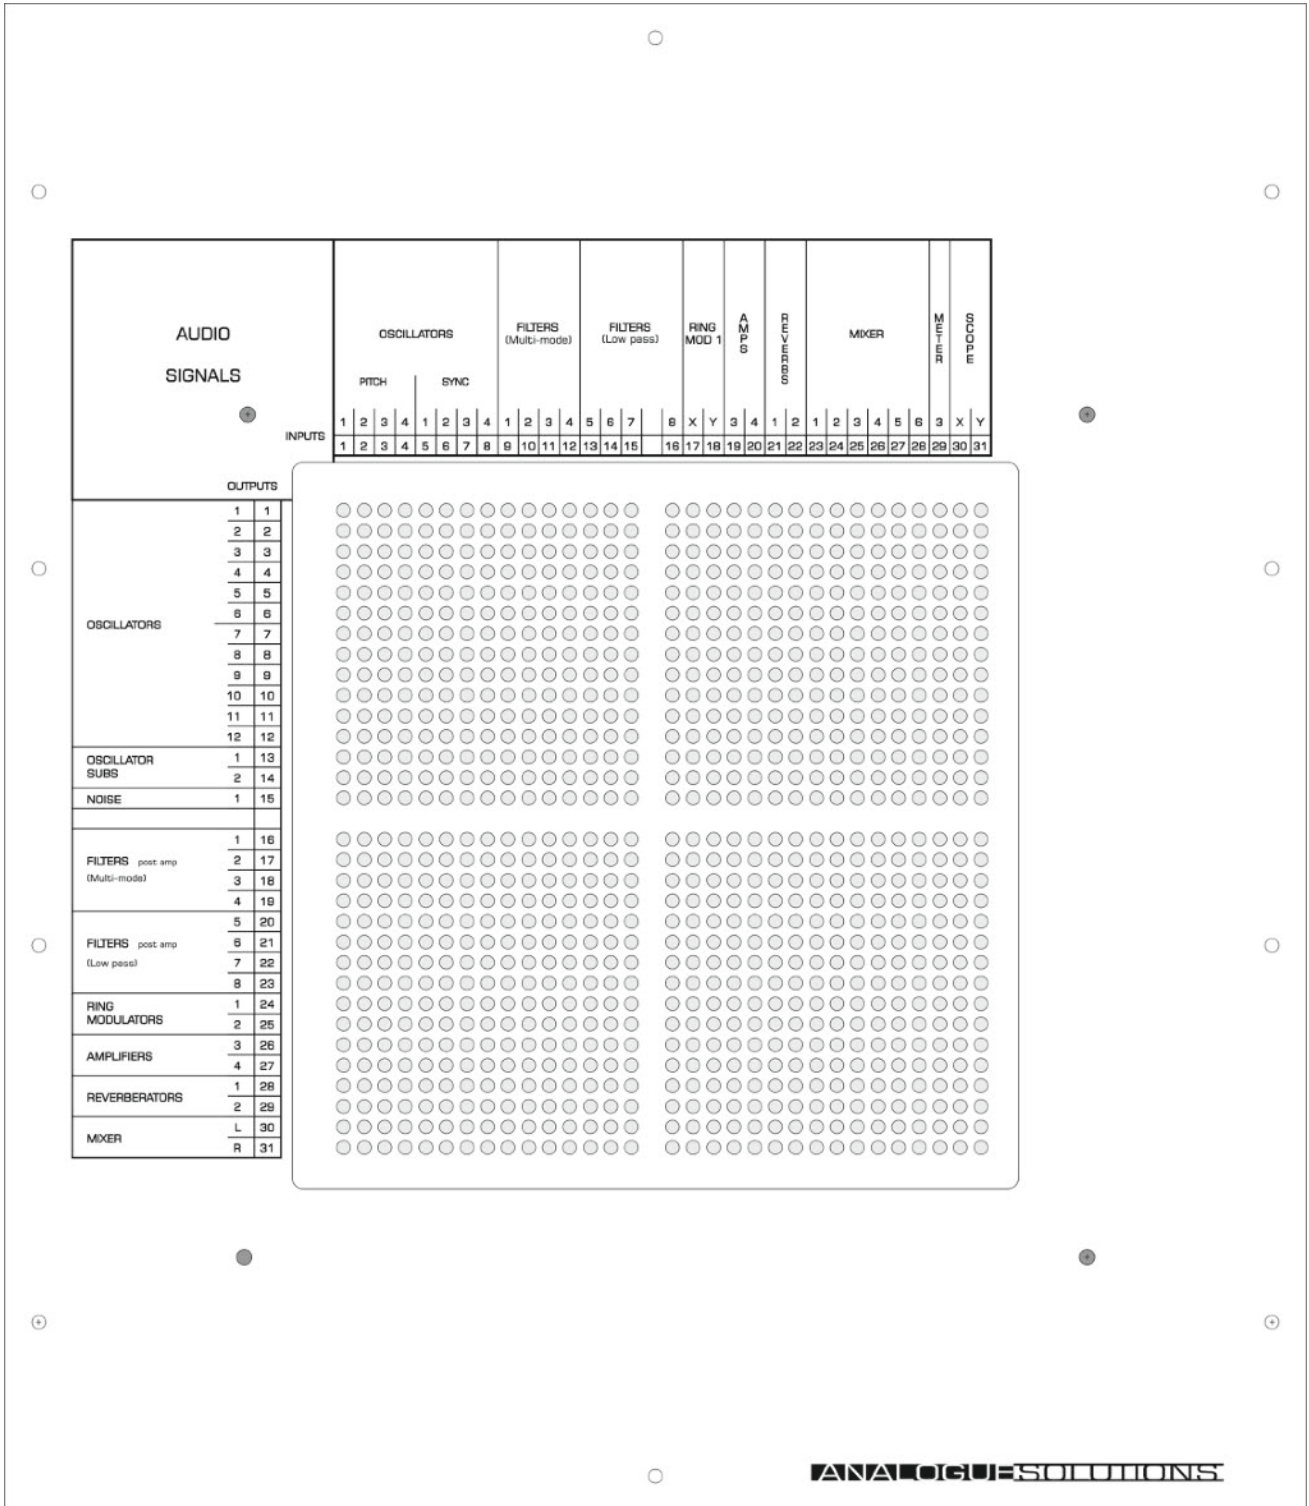 AUDIO
SIGNALS
OSCILLATORS
PITCH
SYNC
FILTERS
(Multi-mode)
FILTERS
(Low pass)
RING
MOD 1
AMPS
REVERBS
MIXER
METER
SCOPE
1 2 3 4 1 2 3 4 1 2 3 4 5 6 7 8 X Y 3 4 1 2 1 2 3 4 5 6 3 X Y
INPUTS
1 2 3 4 5 6 7 8 9 10 11 12 13 14 15 16 17 18 19 20 21 22 23 24 25 26 27 28 29 30 31
OUTPUTS
OSCILLATORS
1 1
2 2
3 3
4 4
5 5
6 6
7 7
8 8
9 9
10 10
11 11
12 12
OSCILLATOR
SUBS
1 13
2 14
NOISE 1 15
FILTERS post amp
(Multi-mode)
1 16
2 17
3 18
4 19
FILTERS post amp
(Low pass)
5 20
6 21
7 22
8 23
RING
MODULATORS
1 24
2 25
AMPLIFIERS
3 26
4 27
REVERBERATORS
1 28
2 29
MIXER
L 30
R 31
ANALOGUE SOLUTIONS